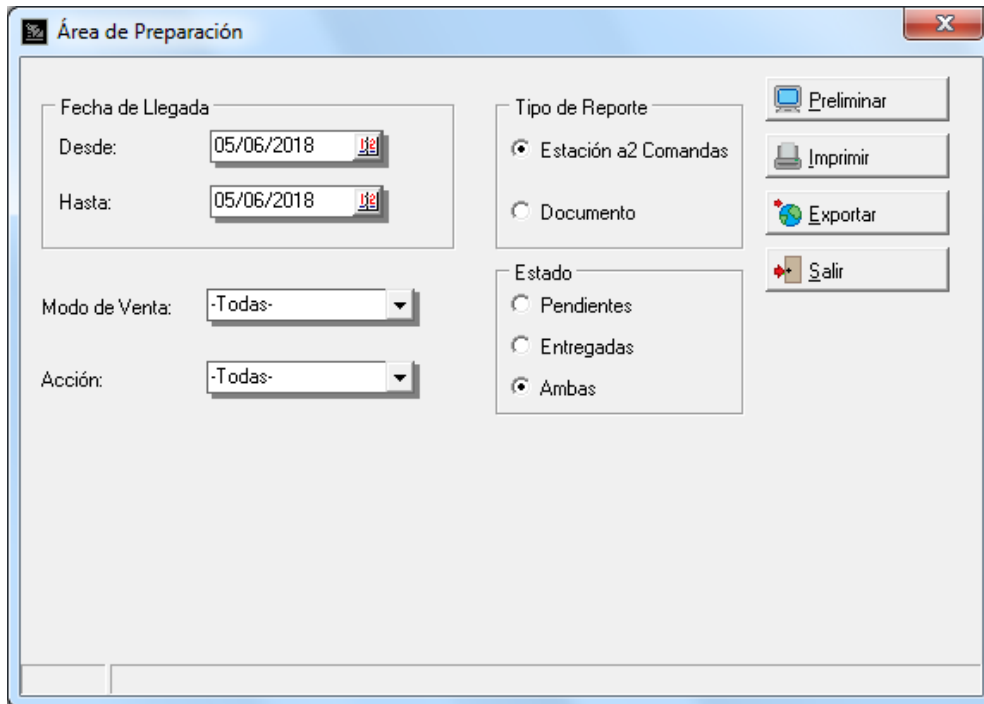 Área de Preparación
Fecha de Llegada
Desde: 05/06/2018
Hasta: 05/06/2018
Modo de Venta: -Todas-
Acción: -Todas-
Tipo de Reporte
Estación a2 Comandas
Documento
Estado
Pendientes
Entregadas
Ambas
Preliminar
Imprimir
Exportar
Salir